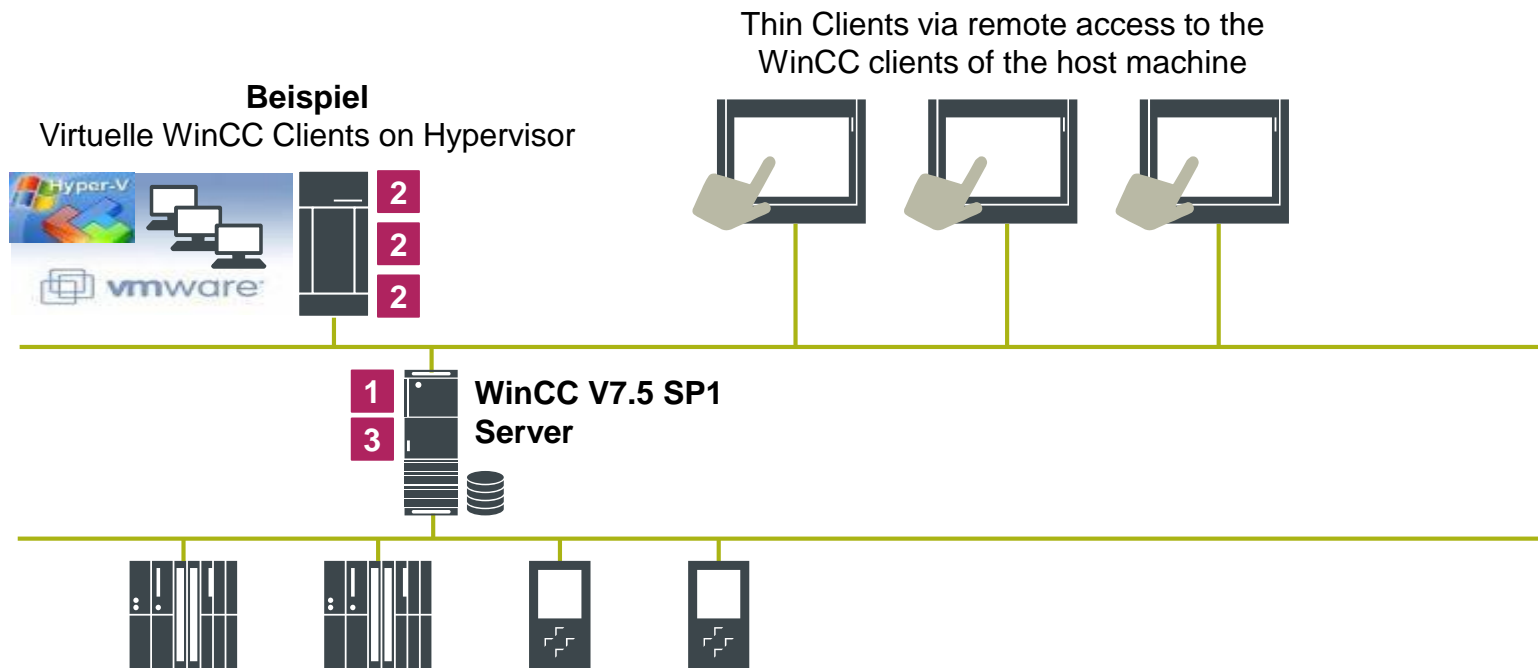 Thin Clients via remote access to the
WinCC clients of the host machine
Beispiel
Virtuelle WinCC Clients on Hypervisor
Hyper-V
vmware
2
2
2
1
3
WinCC V7.5 SP1
Server